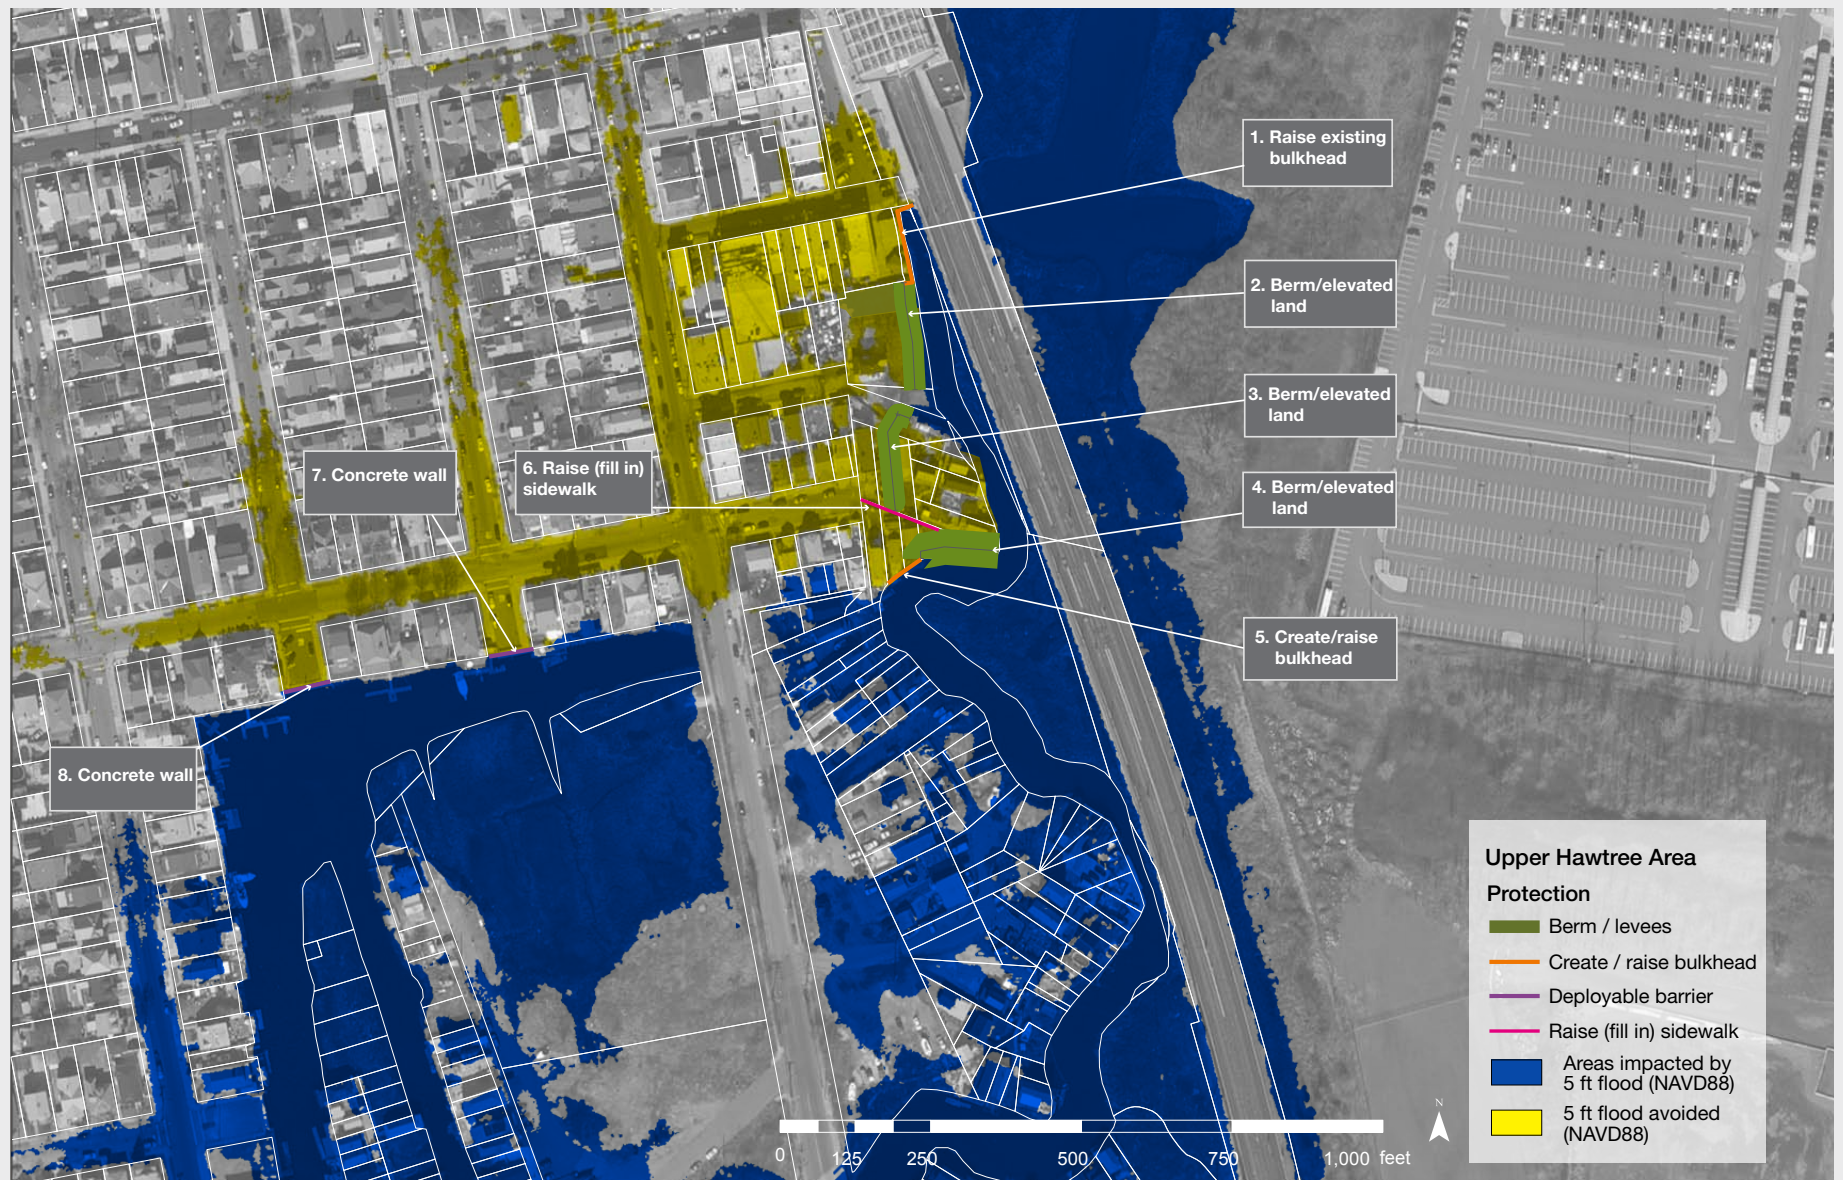 1. Raise existing
bulkhead
2. Berm/elevated
land
3. Berm/elevated
land
4. Berm/elevated
land
5. Create/raise
bulkhead
6. Raise (fill in)
sidewalk
7. Concrete wall
8. Concrete wall
Upper Hawtree Area
Protection
Berm / levees
Create / raise bulkhead
Deployable barrier
Raise (fill in) sidewalk
Areas impacted by
5 ft flood (NAVD88)
5 ft flood avoided
(NAVD88)
N
0 125 250 500 750 1,000 feet